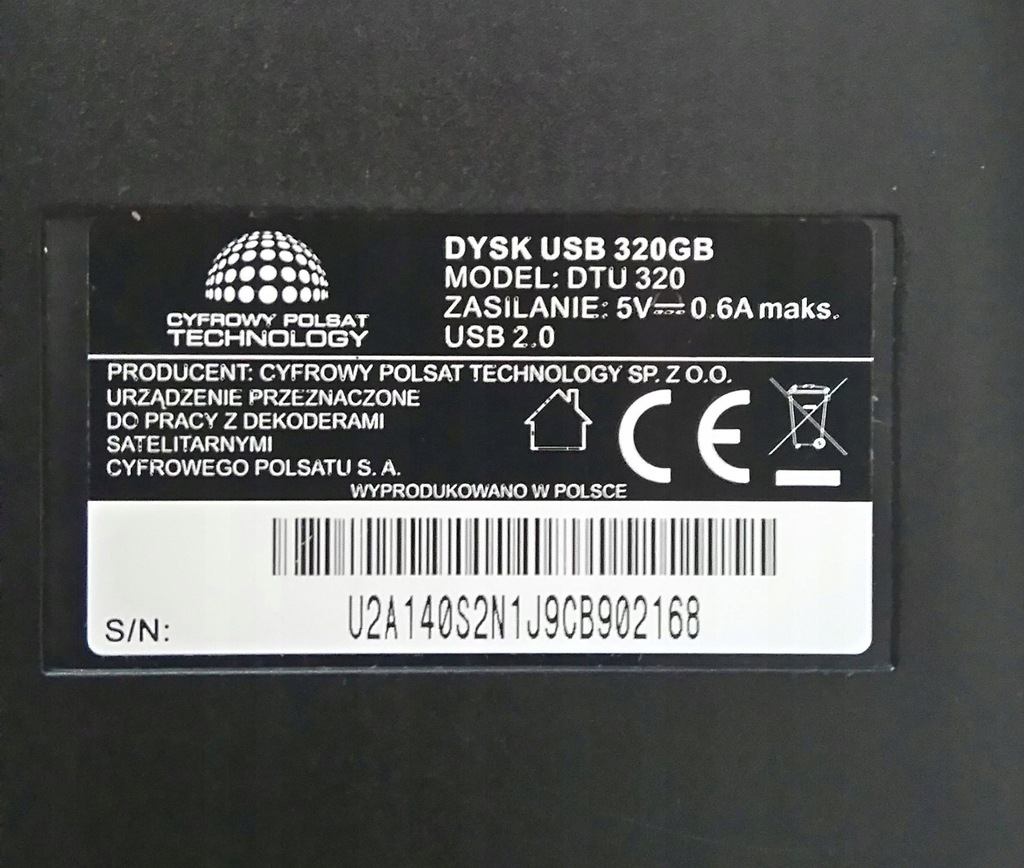 CYFROWY POLSAT
TECHNOLOGY
DYSK USB 320GB
MODEL: DTU 320
ZASILANIE: 5V⎓0.6A maks.
USB 2.0
PRODUCENT: CYFROWY POLSAT TECHNOLOGY SP. Z O.O.
URZĄDZENIE PRZEZNACZONE
DO PRACY Z DEKODERAMI
SATELITARNYMI
CYFROWEGO POLSATU S. A.
CE
WYPRODUKOWANO W POLSCE
S/N: U2A140S2N1J9CB902168